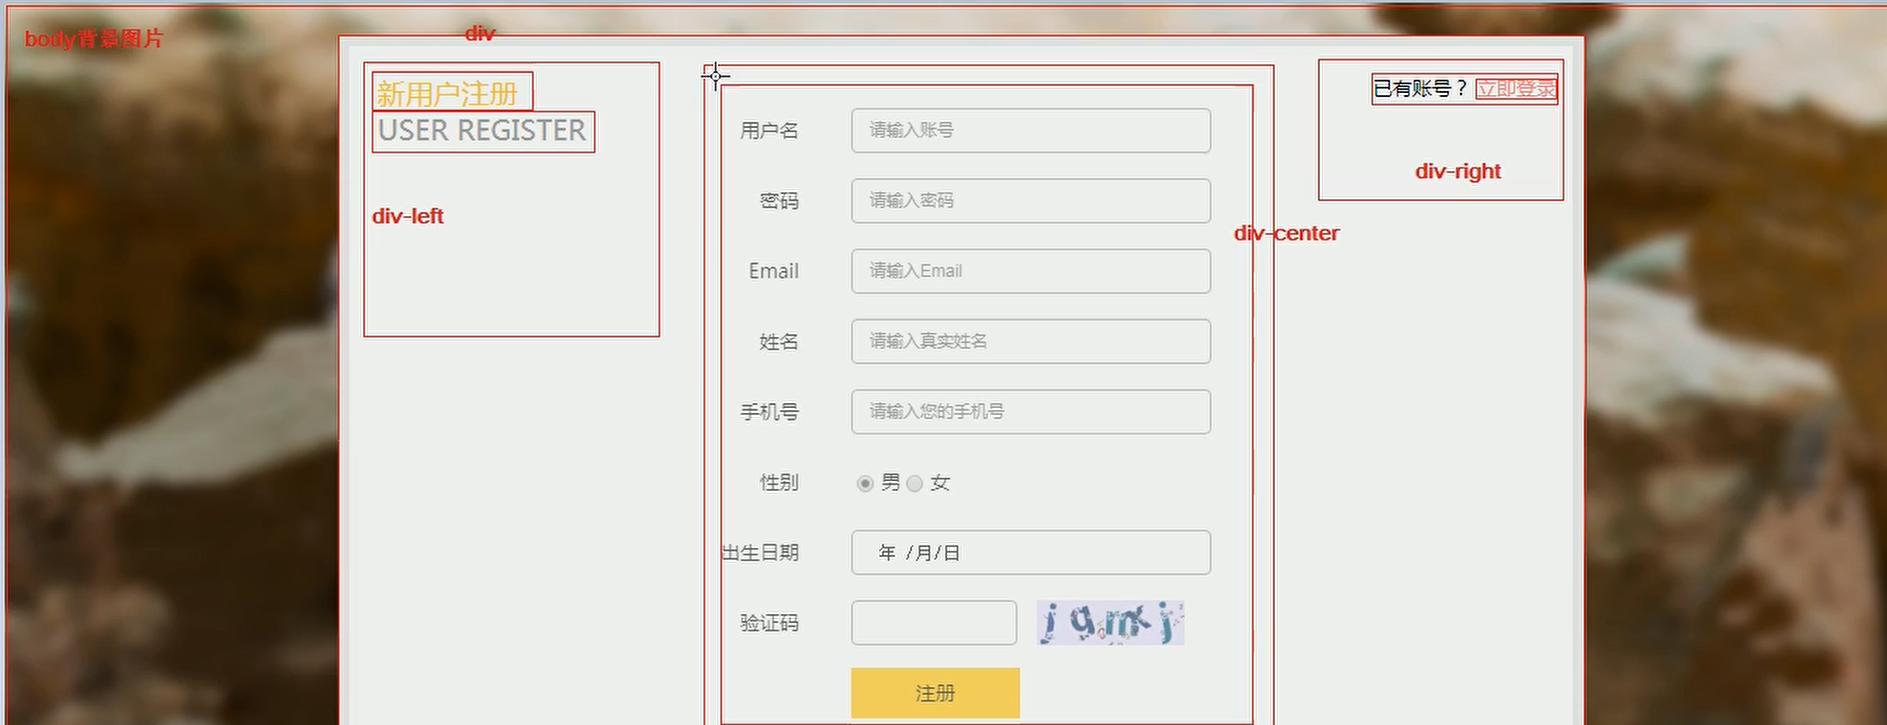 body背景图片
div
新用户注册
USER REGISTER
div-left
用户名 请输入账号
密码 请输入密码
Email 请输入Email
姓名 请输入真实姓名
手机号 请输入您的手机号
性别 男 女
出生日期 年 /月/日
验证码
注册
div-center
已有账号？ 立即登录
div-right